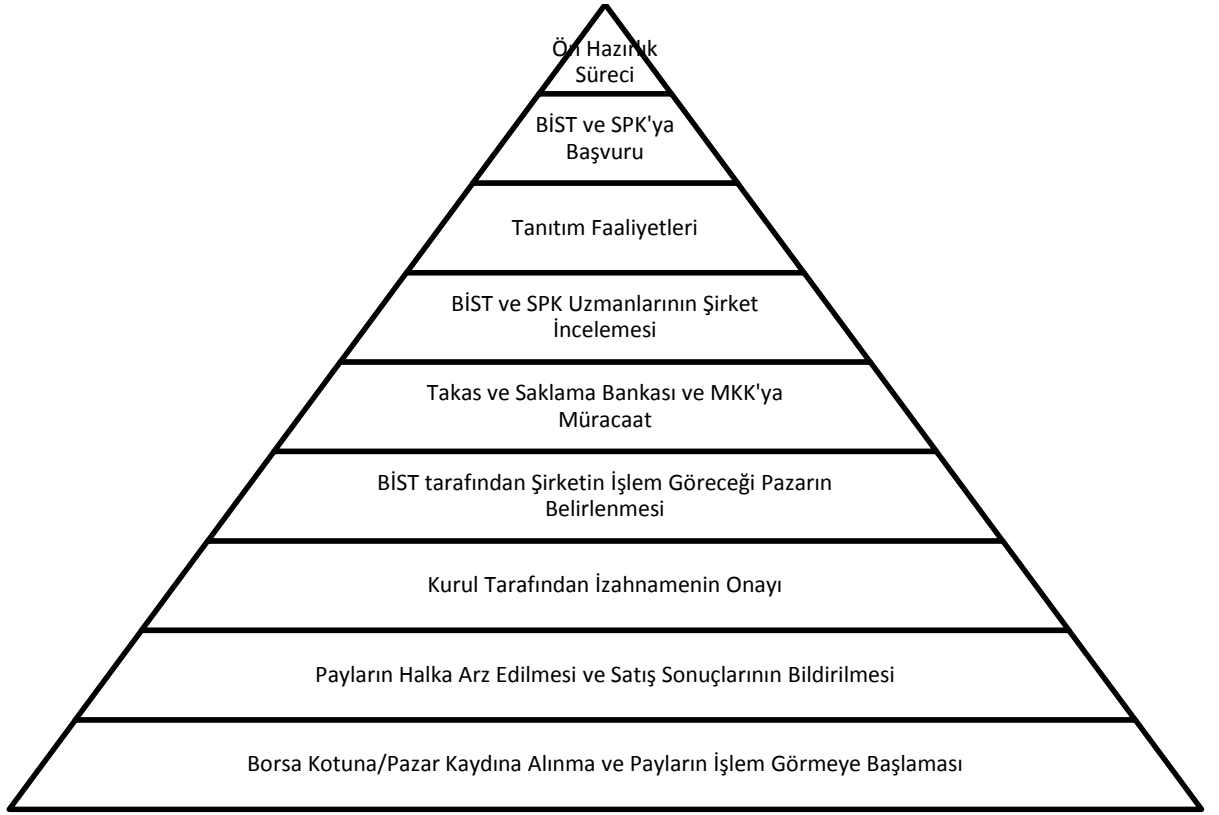 Ön Hazırlık
Süreci
BİST ve SPK'ya
Başvuru
Tanıtım Faaliyetleri
BİST ve SPK Uzmanlarının Şirket
İncelemesi
Takas ve Saklama Bankası ve MKK'ya
Müracaat
BİST tarafından Şirketin İşlem Göreceği Pazarın
Belirlenmesi
Kurul Tarafından İzahnamenin Onayı
Payların Halka Arz Edilmesi ve Satış Sonuçlarının Bildirilmesi
Borsa Kotuna/Pazar Kaydına Alınma ve Payların İşlem Görmeye Başlaması